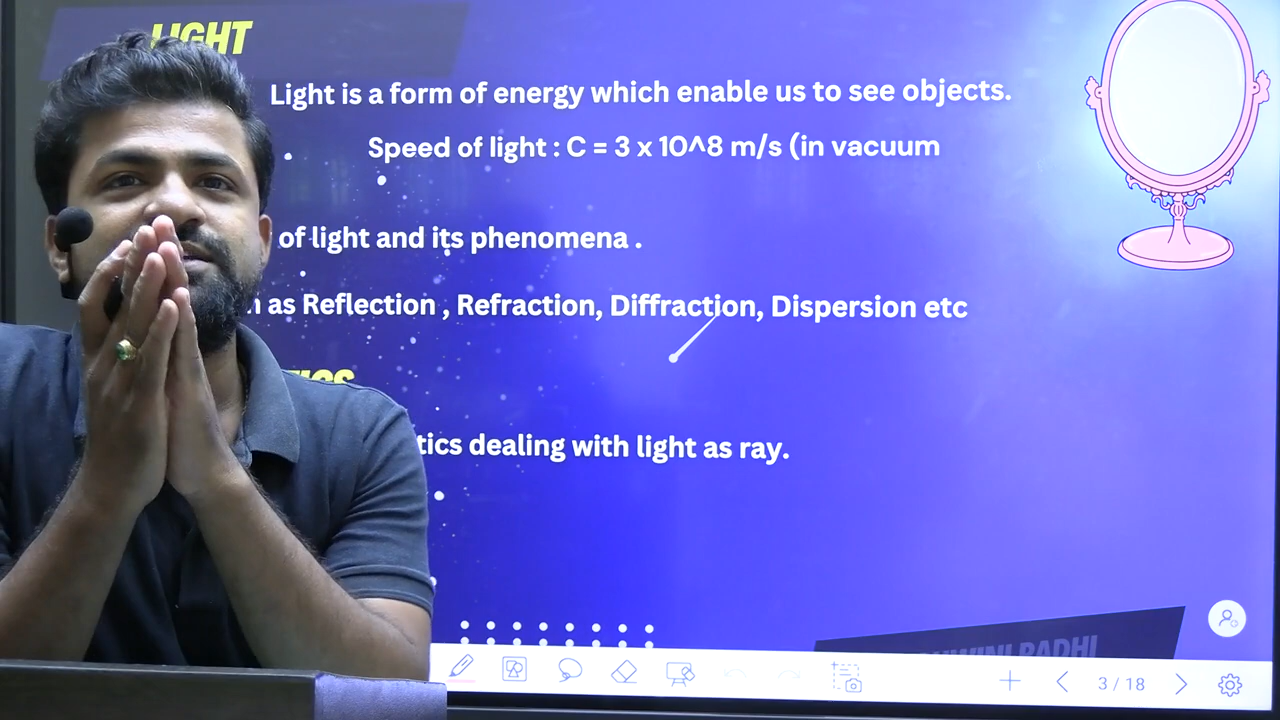 LIGHT
Light is a form of energy which enable us to see objects.
Speed of light : C = 3 x 10^8 m/s (in vacuum
of light and its phenomena .
as Reflection , Refraction, Diffraction, Dispersion etc
dealing with light as ray.
3 / 18